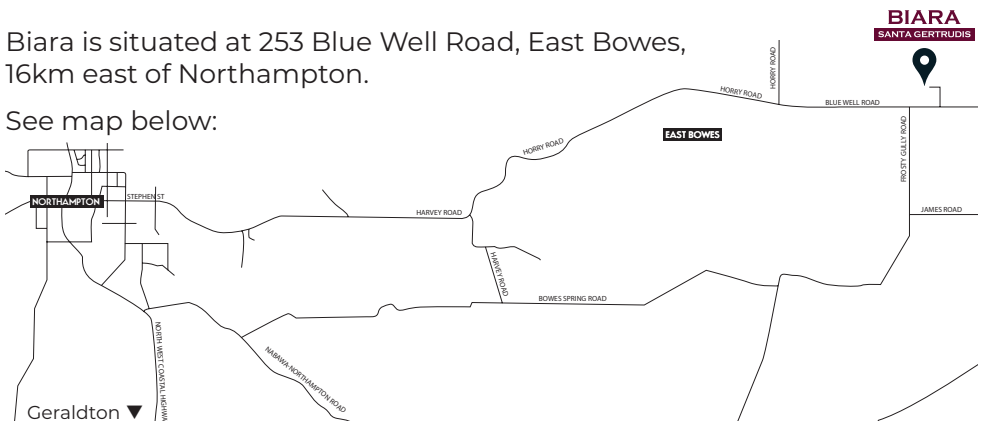 BIARA
SANTA GERTRUDIS
Biara is situated at 253 Blue Well Road, East Bowes,
16km east of Northampton.
See map below:
HORRY ROAD
HORRY ROAD
BLUE WELL ROAD
EAST BOWES
HORRY ROAD
FROSTY GULLY ROAD
NORTHAMPTON
STEPHEN ST
HARVEY ROAD
JAMES ROAD
HARVEY ROAD
BOWES SPRING ROAD
NORTH WEST COASTAL HIGHWA
NABAWA-NORTHAMPTON ROAD
Geraldton ▼